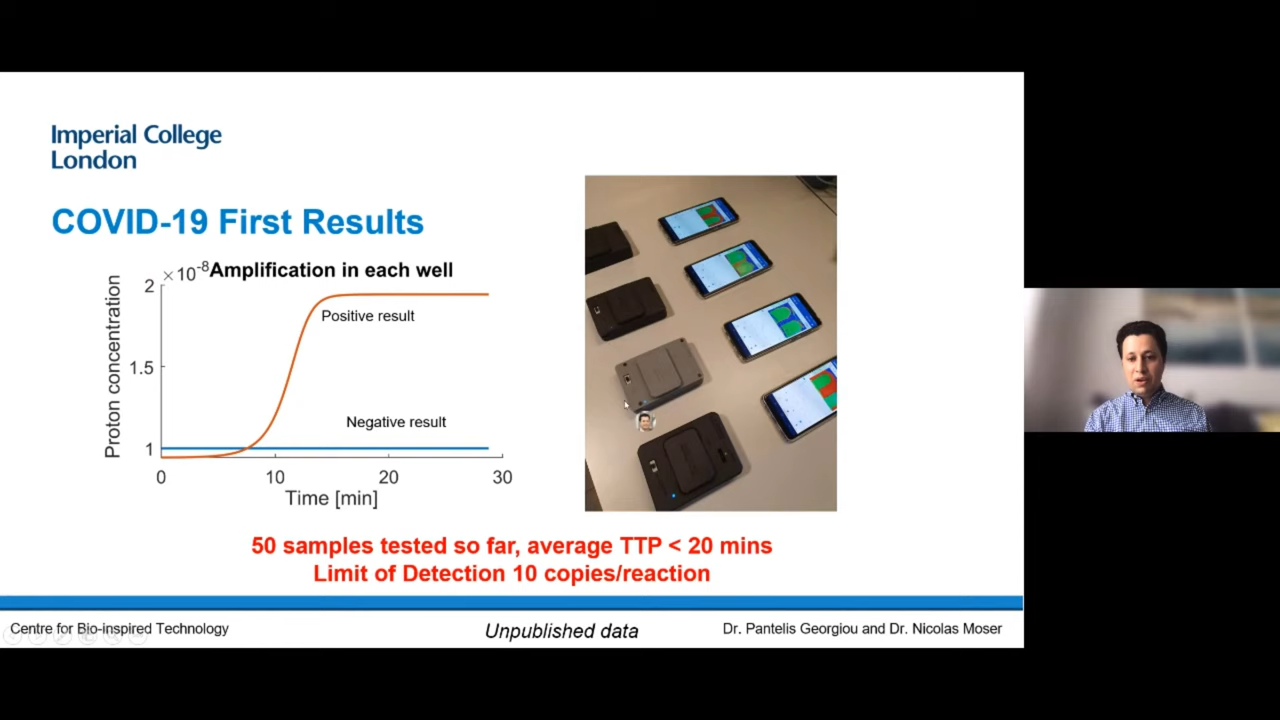 Imperial College
London
COVID-19 First Results
×10-8
Amplification in each well
2
1.5
1
Proton concentration
Positive result
Negative result
0
10
20
30
Time [min]
50 samples tested so far, average TTP < 20 mins
Limit of Detection 10 copies/reaction
Centre for Bio-inspired Technology
Unpublished data
Dr. Pantelis Georgiou and Dr. Nicolas Moser